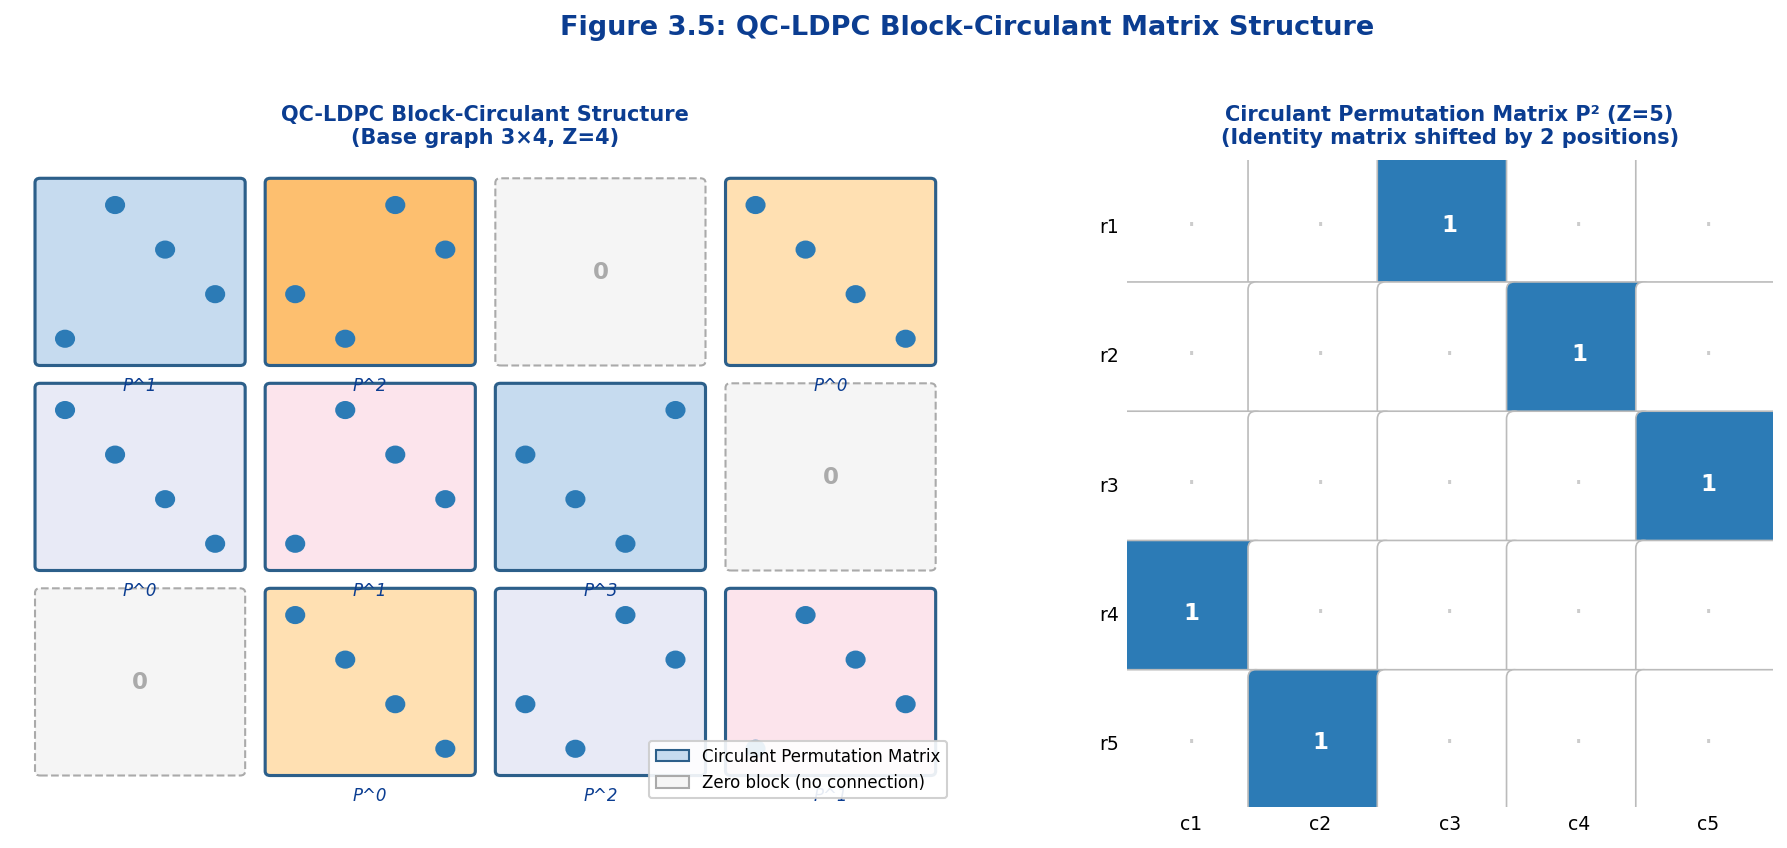 Figure 3.5: QC-LDPC Block-Circulant Matrix Structure
QC-LDPC Block-Circulant Structure
(Base graph 3×4, Z=4)
0
P^1 P^2 P^0
0
P^0 P^1 P^3
0
P^0 P^2 P^1
Circulant Permutation Matrix
Zero block (no connection)
Circulant Permutation Matrix P² (Z=5)
(Identity matrix shifted by 2 positions)
r1 · · 1 · ·
r2 · · · 1 ·
r3 · · · · 1
r4 1 · · · ·
r5 · 1 · · ·
c1 c2 c3 c4 c5